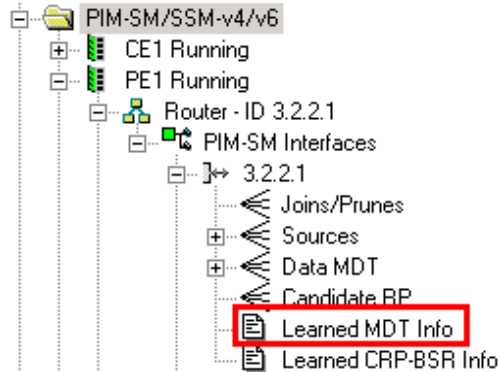 PIM-SM/SSM-v4/v6
CE1 Running
PE1 Running
Router - ID 3.2.2.1
PIM-SM Interfaces
3.2.2.1
Joins/Prunes
Sources
Data MDT
Candidate RP
Learned MDT Info
Learned CRP-BSR Info